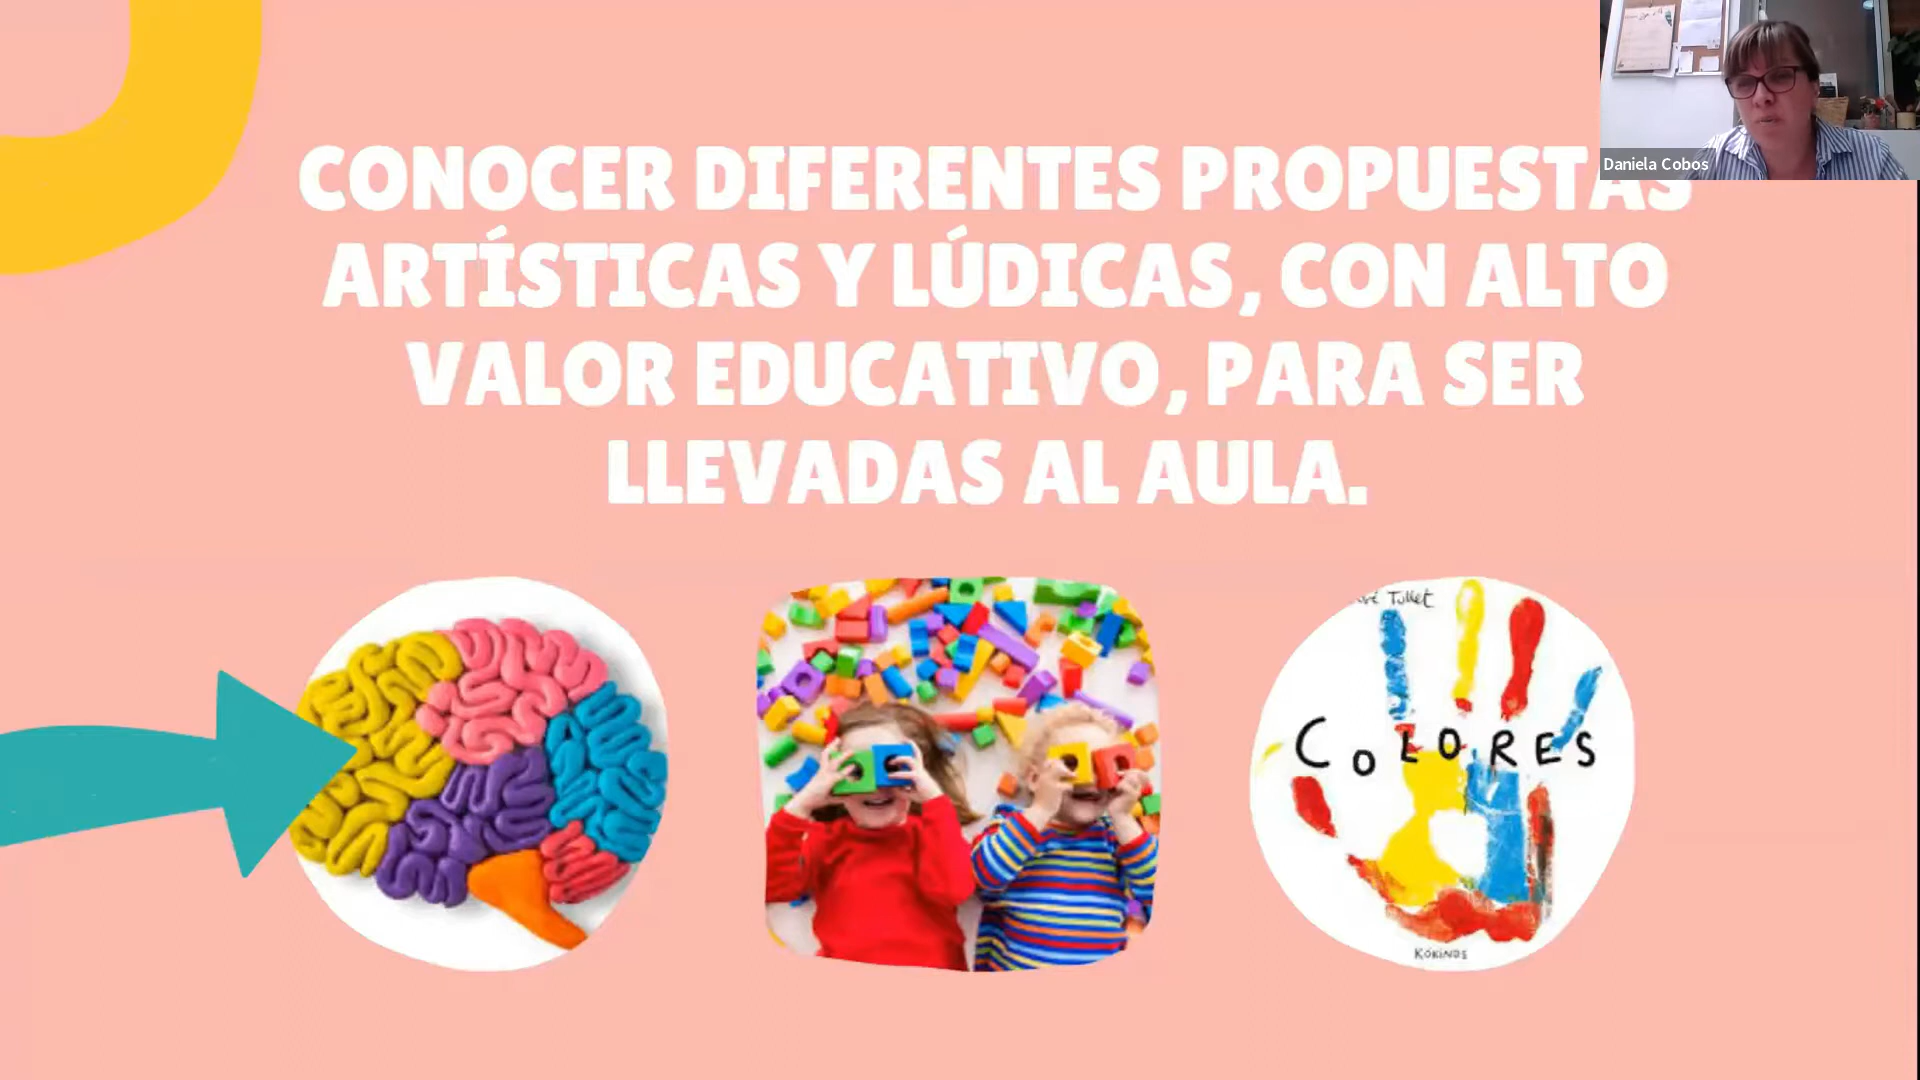 CONOCER DIFERENTES PROPUESTAS
ARTÍSTICAS Y LÚDICAS, CON ALTO
VALOR EDUCATIVO, PARA SER
LLEVADAS AL AULA.
Daniela Cobos
Tullet
COLORES
KÓKINOS